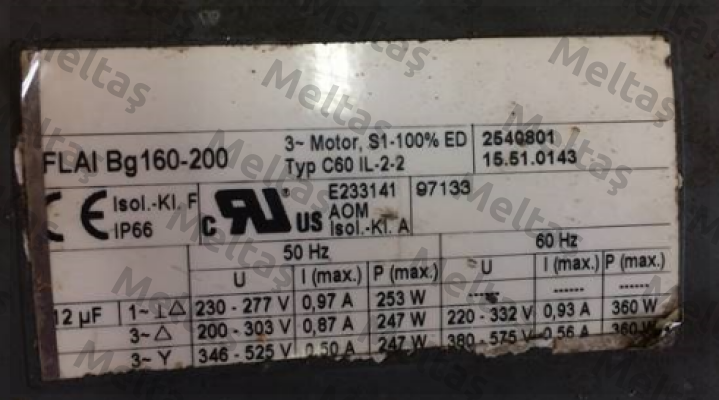 FLAI Bg160-200
3~ Motor, S1-100% ED
Typ C60 IL-2-2
2540801
15.51.0143
CE
Isol.-Kl. F
IP66
C RU ® US
E233141
AOM
Isol.-Kl. A
97133
50 Hz
60 Hz
U I (max.) P (max.) U I (max.) P (max.)
12 µF 1~ ⊥ △ 230 - 277 V 0,97 A 253 W ----- ------ ------
3~ △ 200 - 303 V 0,87 A 247 W 220 - 332 V 0,93 A 360 W
3~ Y 346 - 525 V 0,50 A 247 W 380 - 575 V 0,56 A 360 W
Meltaş